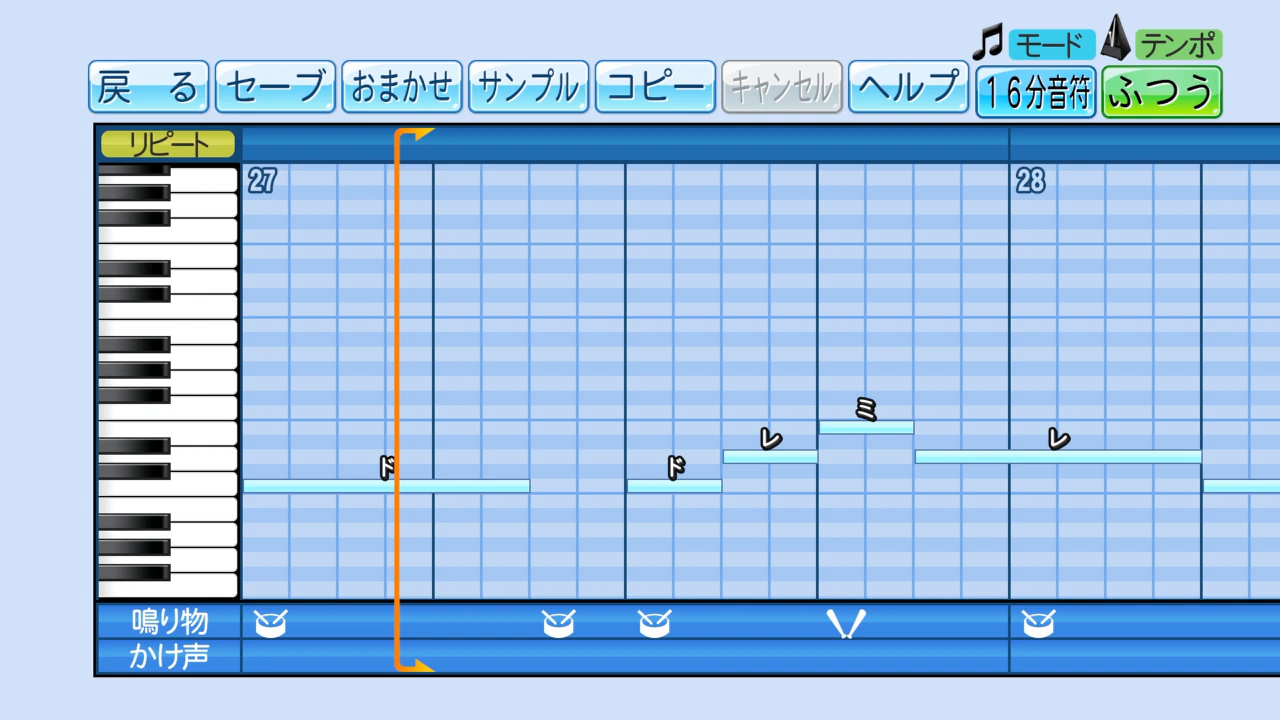 モード テンポ
戻る セーブ おまかせ サンプル コピー キャンセル ヘルプ 16分音符 ふつう
リピート
27 28
ミ
レ レ
ド ド
鳴り物
かけ声